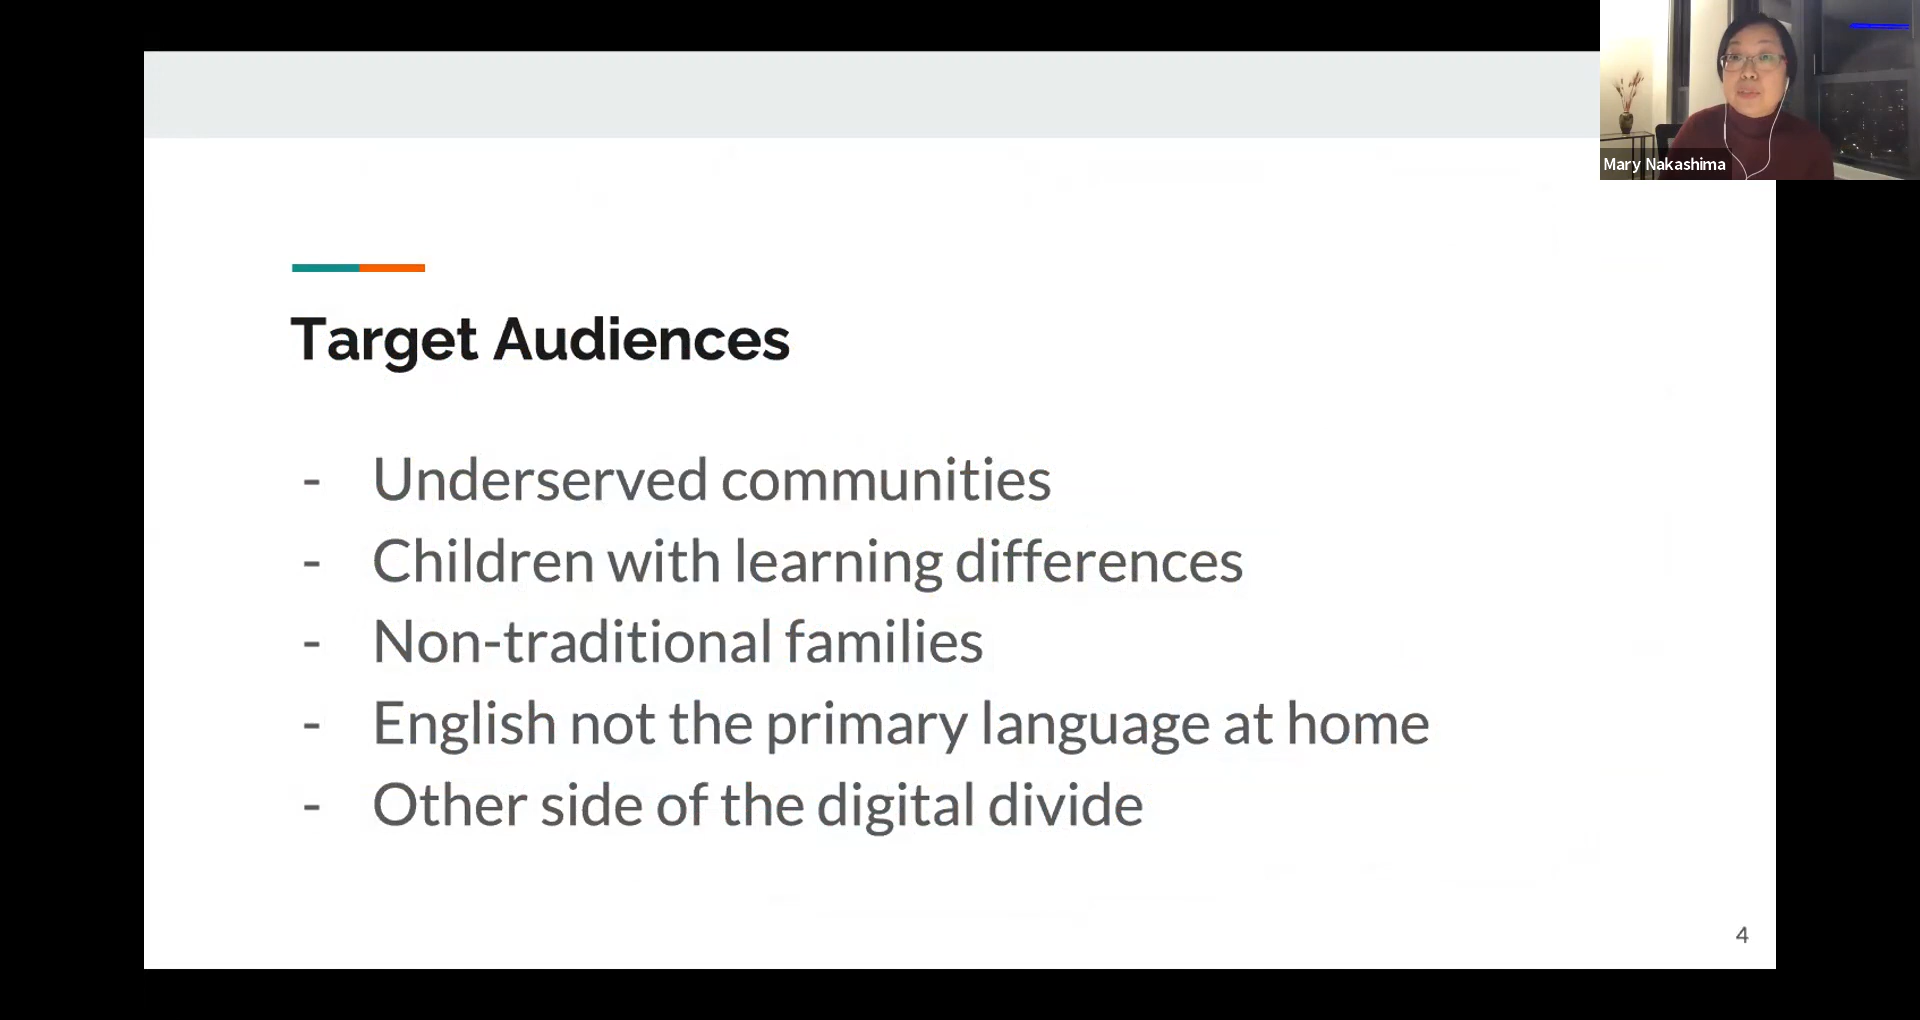 Mary Nakashima
Target Audiences
- Underserved communities
- Children with learning differences
- Non-traditional families
- English not the primary language at home
- Other side of the digital divide
4